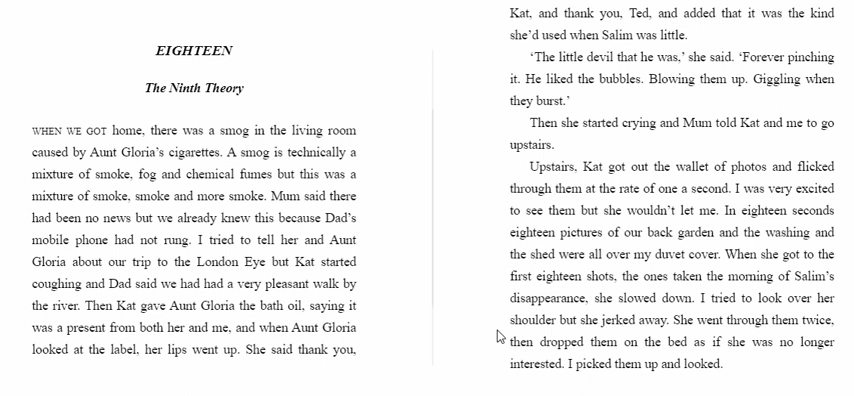 EIGHTEEN
The Ninth Theory
WHEN WE GOT home, there was a smog in the living room
caused by Aunt Gloria’s cigarettes. A smog is technically a
mixture of smoke, fog and chemical fumes but this was a
mixture of smoke, smoke and more smoke. Mum said there
had been no news but we already knew this because Dad’s
mobile phone had not rung. I tried to tell her and Aunt
Gloria about our trip to the London Eye but Kat started
coughing and Dad said we had had a very pleasant walk by
the river. Then Kat gave Aunt Gloria the bath oil, saying it
was a present from both her and me, and when Aunt Gloria
looked at the label, her lips went up. She said thank you,
Kat, and thank you, Ted, and added that it was the kind
she’d used when Salim was little.
‘The little devil that he was,’ she said. ‘Forever pinching
it. He liked the bubbles. Blowing them up. Giggling when
they burst.’
Then she started crying and Mum told Kat and me to go
upstairs.
Upstairs, Kat got out the wallet of photos and flicked
through them at the rate of one a second. I was very excited
to see them but she wouldn’t let me. In eighteen seconds
eighteen pictures of our back garden and the washing and
the shed were all over my duvet cover. When she got to the
first eighteen shots, the ones taken the morning of Salim’s
disappearance, she slowed down. I tried to look over her
shoulder but she jerked away. She went through them twice,
then dropped them on the bed as if she was no longer
interested. I picked them up and looked.